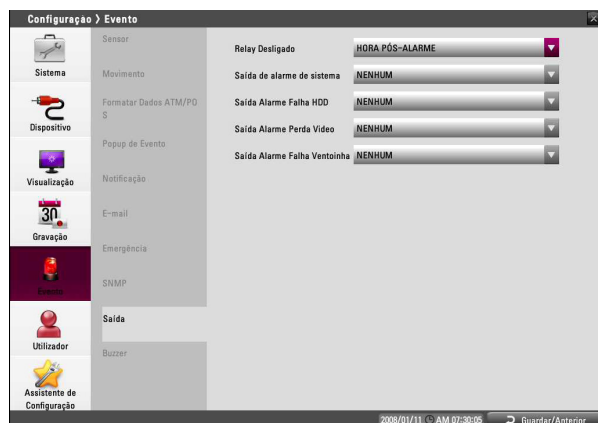 Configuração 〉 Evento
Sistema
Dispositivo
Visualização
30
Gravação
Evento
Utilizador
Assistente de
Configuração
Sensor
Movimento
Formatar Dados ATM/PO
S
Popup de Evento
Notificação
E-mail
Emergência
SNMP
Saída
Buzzer
Relay Desligado HORA PÓS-ALARME
Saída de alarme de sistema NENHUM
Saída Alarme Falha HDD NENHUM
Saída Alarme Perda Video NENHUM
Saída Alarme Falha Ventoinha NENHUM
2008/01/11 AM 07:30:05 Guardar/Anterior